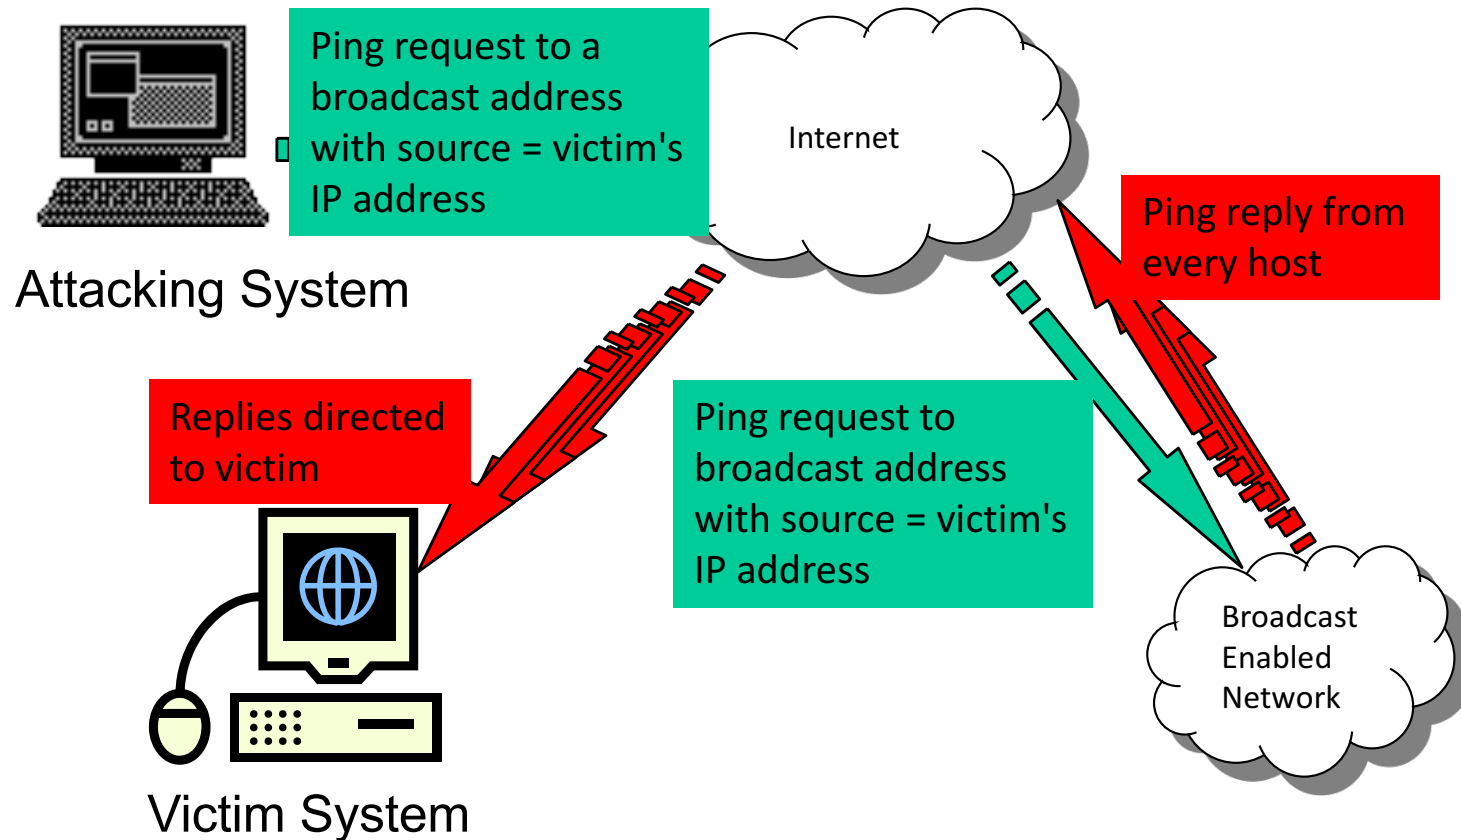 Ping request to a
broadcast address
with source = victim's
IP address
Internet
Ping reply from
every host
Attacking System
Replies directed
to victim
Ping request to
broadcast address
with source = victim's
IP address
Broadcast
Enabled
Network
Victim System